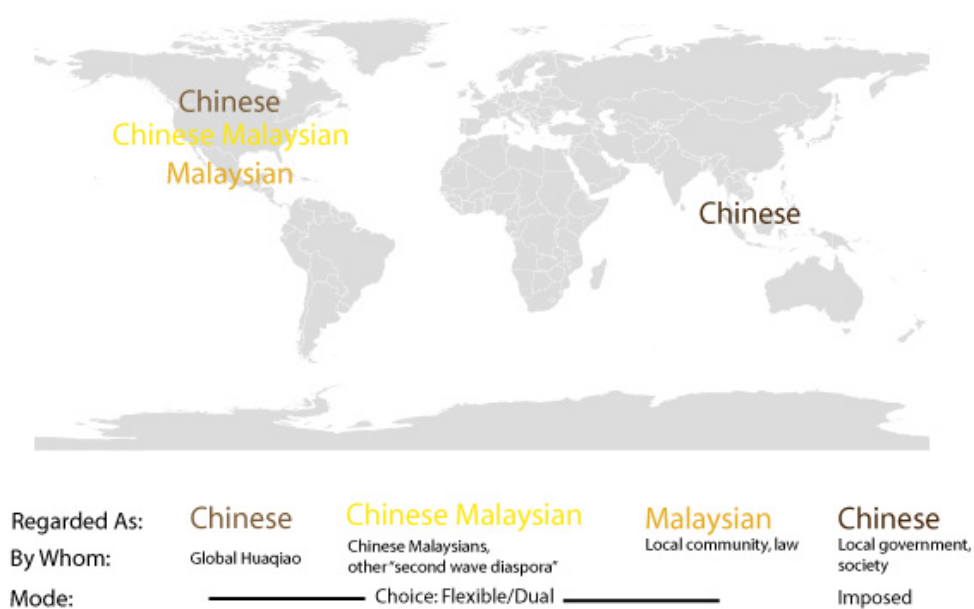 Chinese
Chinese Malaysian
Malaysian
Chinese
Regarded As: Chinese Chinese Malaysian Malaysian Chinese
By Whom: Global Huaqiao Chinese Malaysians, other "second wave diaspora" Local community, law Local government, society
Mode: Choice: Flexible/Dual Imposed